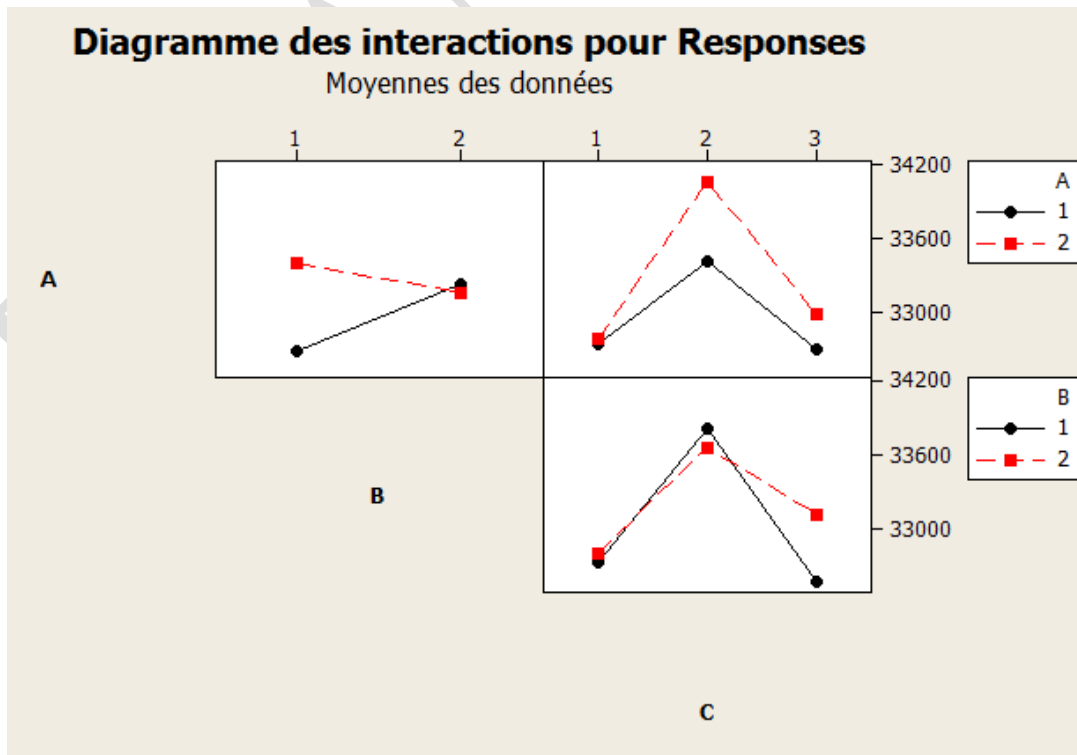 Diagramme des interactions pour Responses
Moyennes des données
1 2 1 2 3
34200
33600
33000
A
1
2
A
34200
33600
33000
B
1
2
B
C